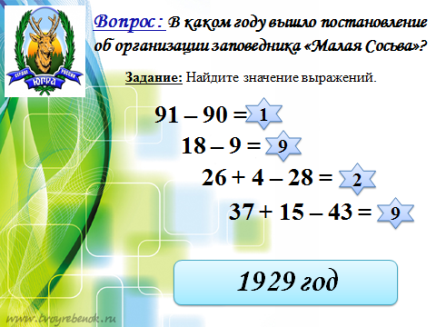 Вопрос: В каком году вышло постановление
об организации заповедника «Малая Сосьва»?
Задание: Найдите значение выражений.
91 – 90 = 1
18 – 9 = 9
26 + 4 – 28 = 2
37 + 15 – 43 = 9
1929 год
ЮГРА
www.tvoyrebenok.ru